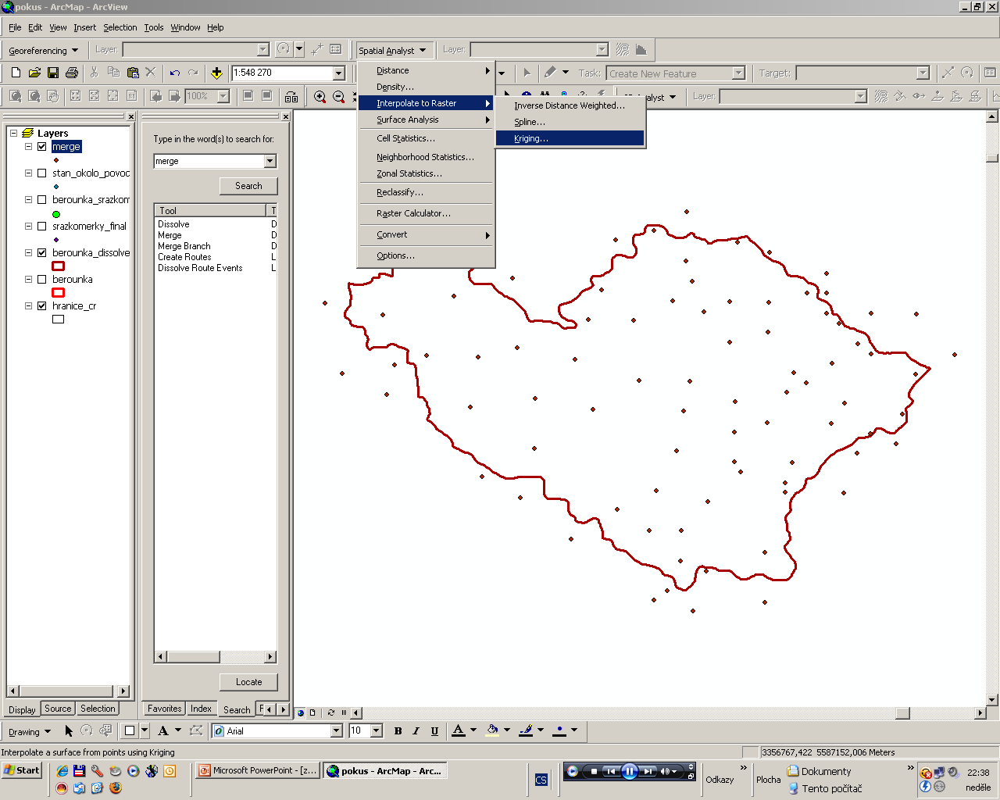 pokus - ArcMap - ArcView
File Edit View Insert Selection Tools Window Help
Georeferencing Layer: Spatial Analyst Layer:
1:548 270 Task: Create New Feature Target:
100% Analyst Layer:
Distance
Density...
Interpolate to Raster
Surface Analysis
Cell Statistics...
Neighborhood Statistics...
Zonal Statistics...
Reclassify...
Raster Calculator...
Convert
Options...
Inverse Distance Weighted...
Spline...
Kriging...
Layers
merge
stan_okolo_povod
berounka_srazkom
srazkomerky_final
berounka_dissolve
berounka
hranice_cr
Display Source Selection
Type in the word(s) to search for:
merge
Search
Tool T
Dissolve D
Merge D
Merge Branch D
Create Routes L
Dissolve Route Events L
Locate
Favorites Index Search F
Drawing A Arial 10 B I U A
Interpolate a surface from points using Kriging
3356767,422 5587152,006 Meters
Start Microsoft PowerPoint - [z... pokus - ArcMap - Arc... CS Odkazy » Plocha Dokumenty » 22:38
Tento počítač neděle